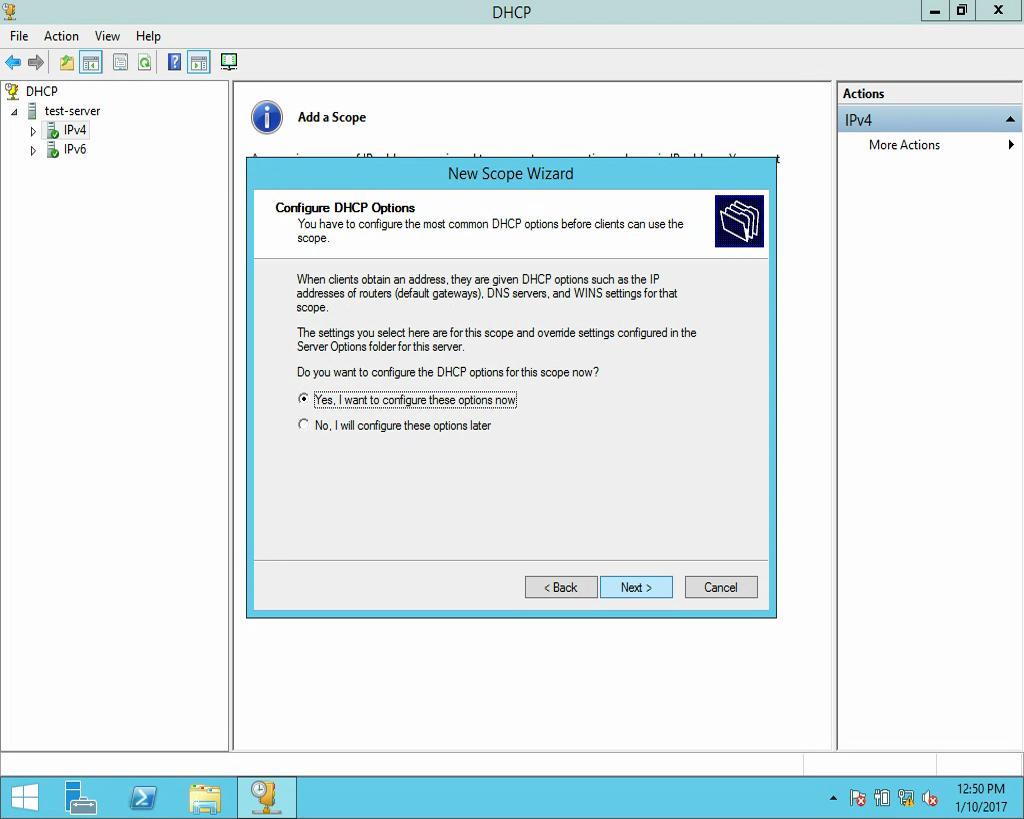 DHCP
File Action View Help
DHCP
test-server
IPv4
IPv6
Add a Scope
New Scope Wizard
Configure DHCP Options
You have to configure the most common DHCP options before clients can use the
scope.
When clients obtain an address, they are given DHCP options such as the IP
addresses of routers (default gateways), DNS servers, and WINS settings for that
scope.
The settings you select here are for this scope and override settings configured in the
Server Options folder for this server.
Do you want to configure the DHCP options for this scope now?
Yes, I want to configure these options now
No, I will configure these options later
< Back Next > Cancel
Actions
IPv4
More Actions
12:50 PM
1/10/2017